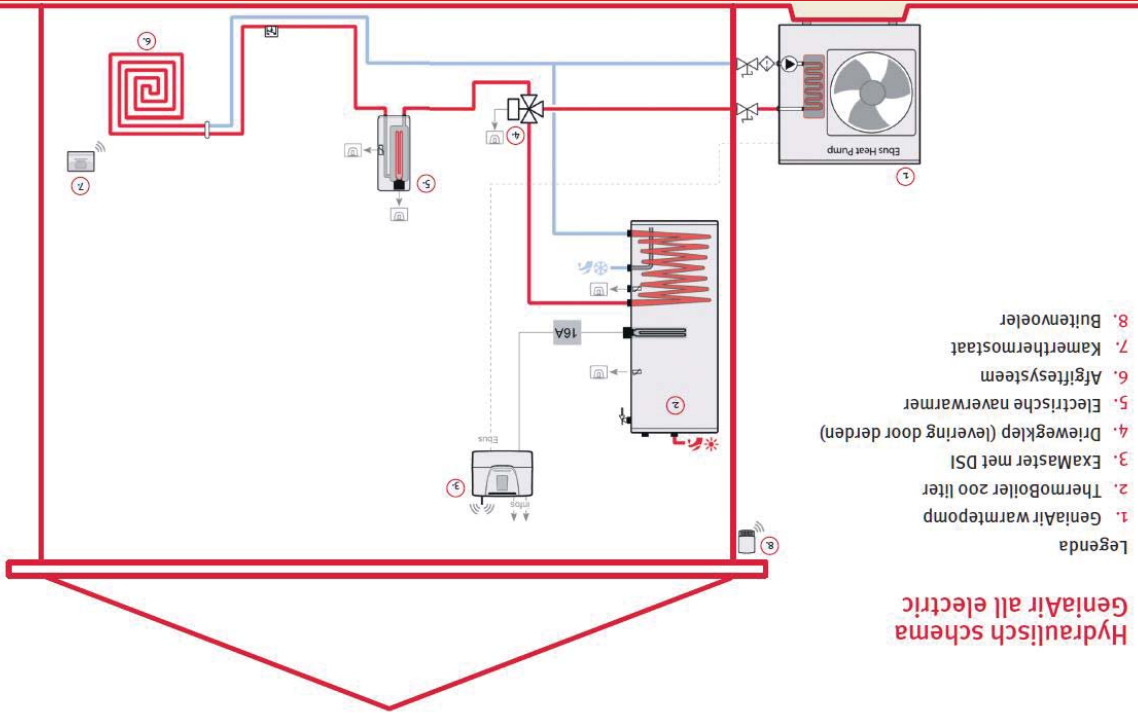 Hydraulisch schema
GeniaAir all electric
Legenda
1. GeniaAir warmtepomp
2. ThermoBoiler 200 liter
3. ExaMaster met DSI
4. Driewegklep (levering door derden)
5. Electrische naverwarmer
6. Afgiftesysteem
7. Kamerthermostaat
8. Buitenvoeler
8.
infos
3.
Ebus
2.
16A
1.
Ebus Heat Pump
5.
4.
7.
6.